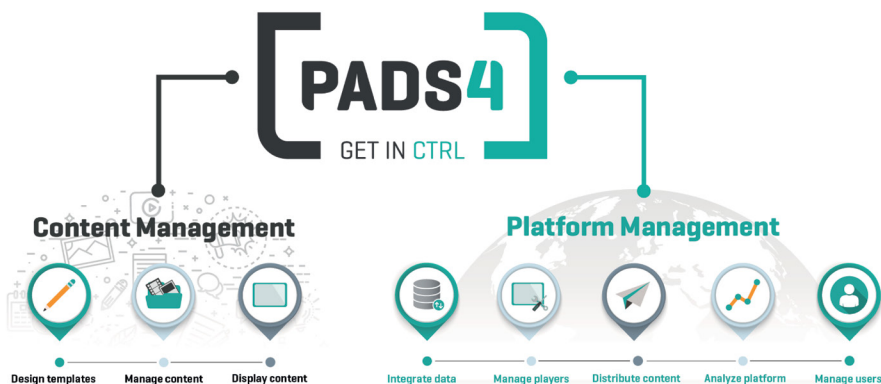 PADS4
GET IN CTRL
Content Management
Design templates
Manage content
Display content
Platform Management
Integrate data
Manage players
Distribute content
Analyze platform
Manage users